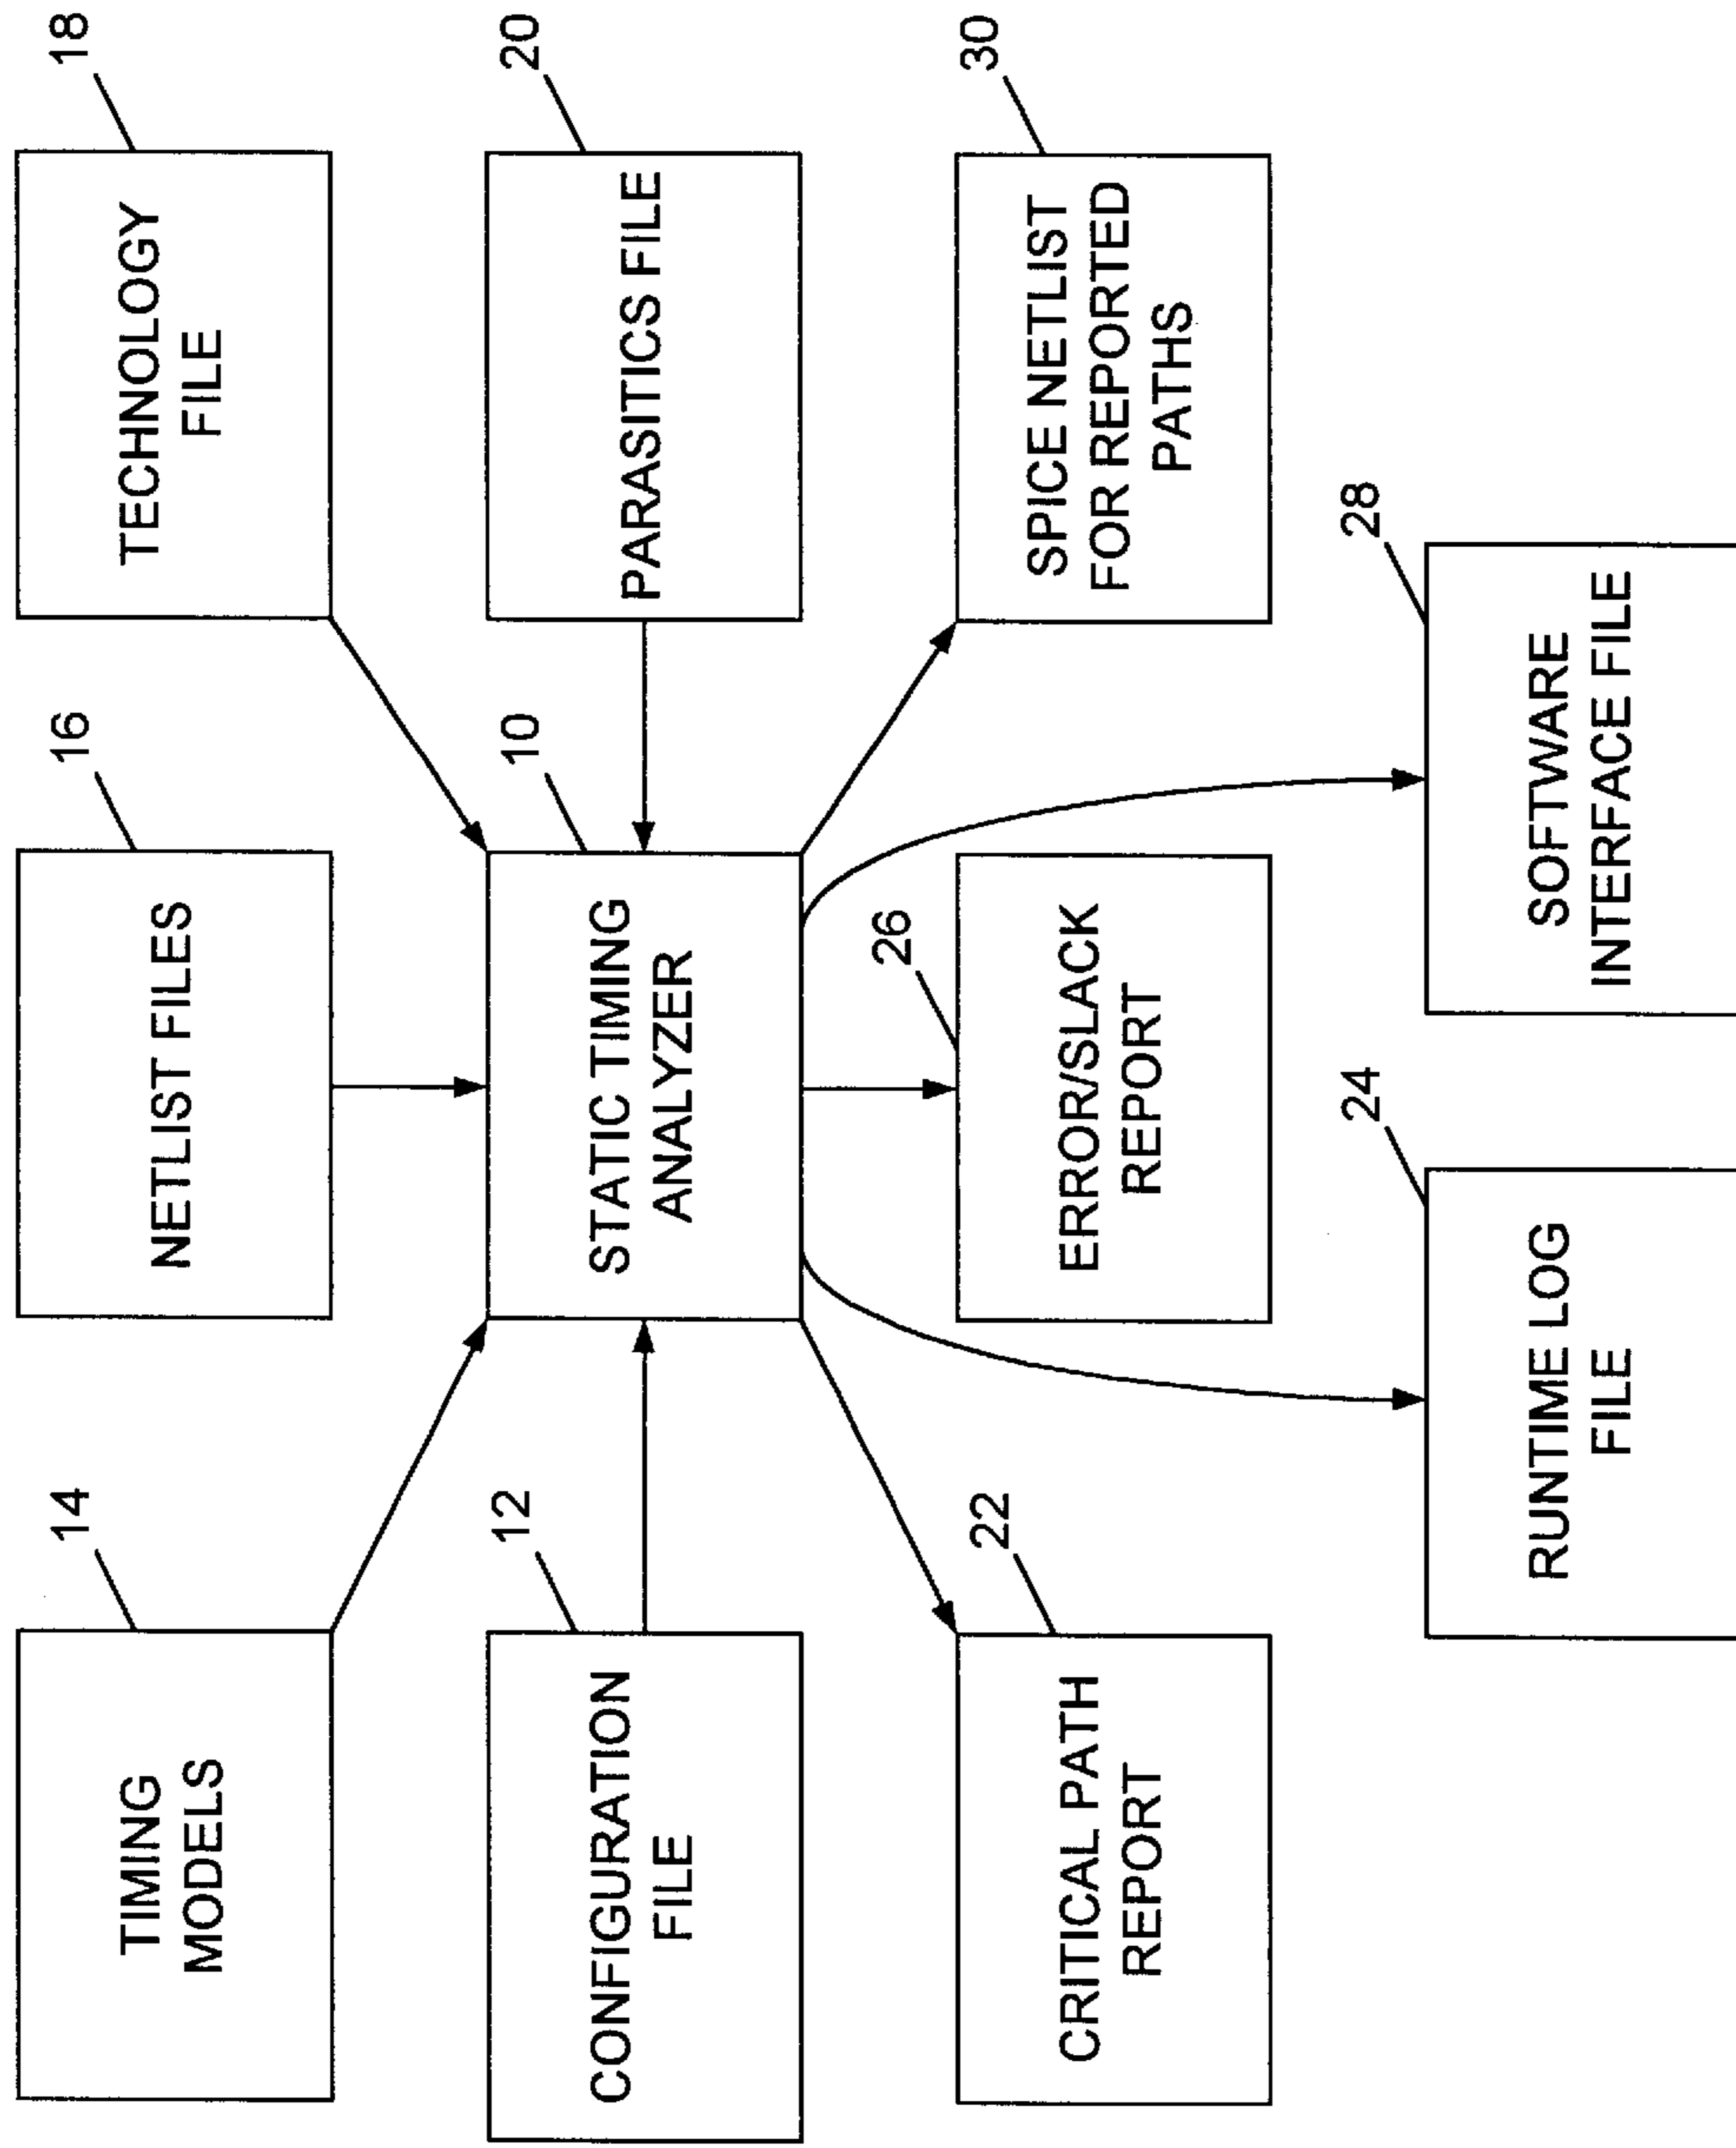 14
TIMING
MODELS
16
NETLIST FILES
18
TECHNOLOGY
FILE
12
CONFIGURATION
FILE
10
STATIC TIMING
ANALYZER
20
PARASITICS FILE
22
CRITICAL PATH
REPORT
26
ERROR/SLACK
REPORT
30
SPICE NETLIST
FOR REPORTED
PATHS
24
RUNTIME LOG
FILE
28
SOFTWARE
INTERFACE FILE